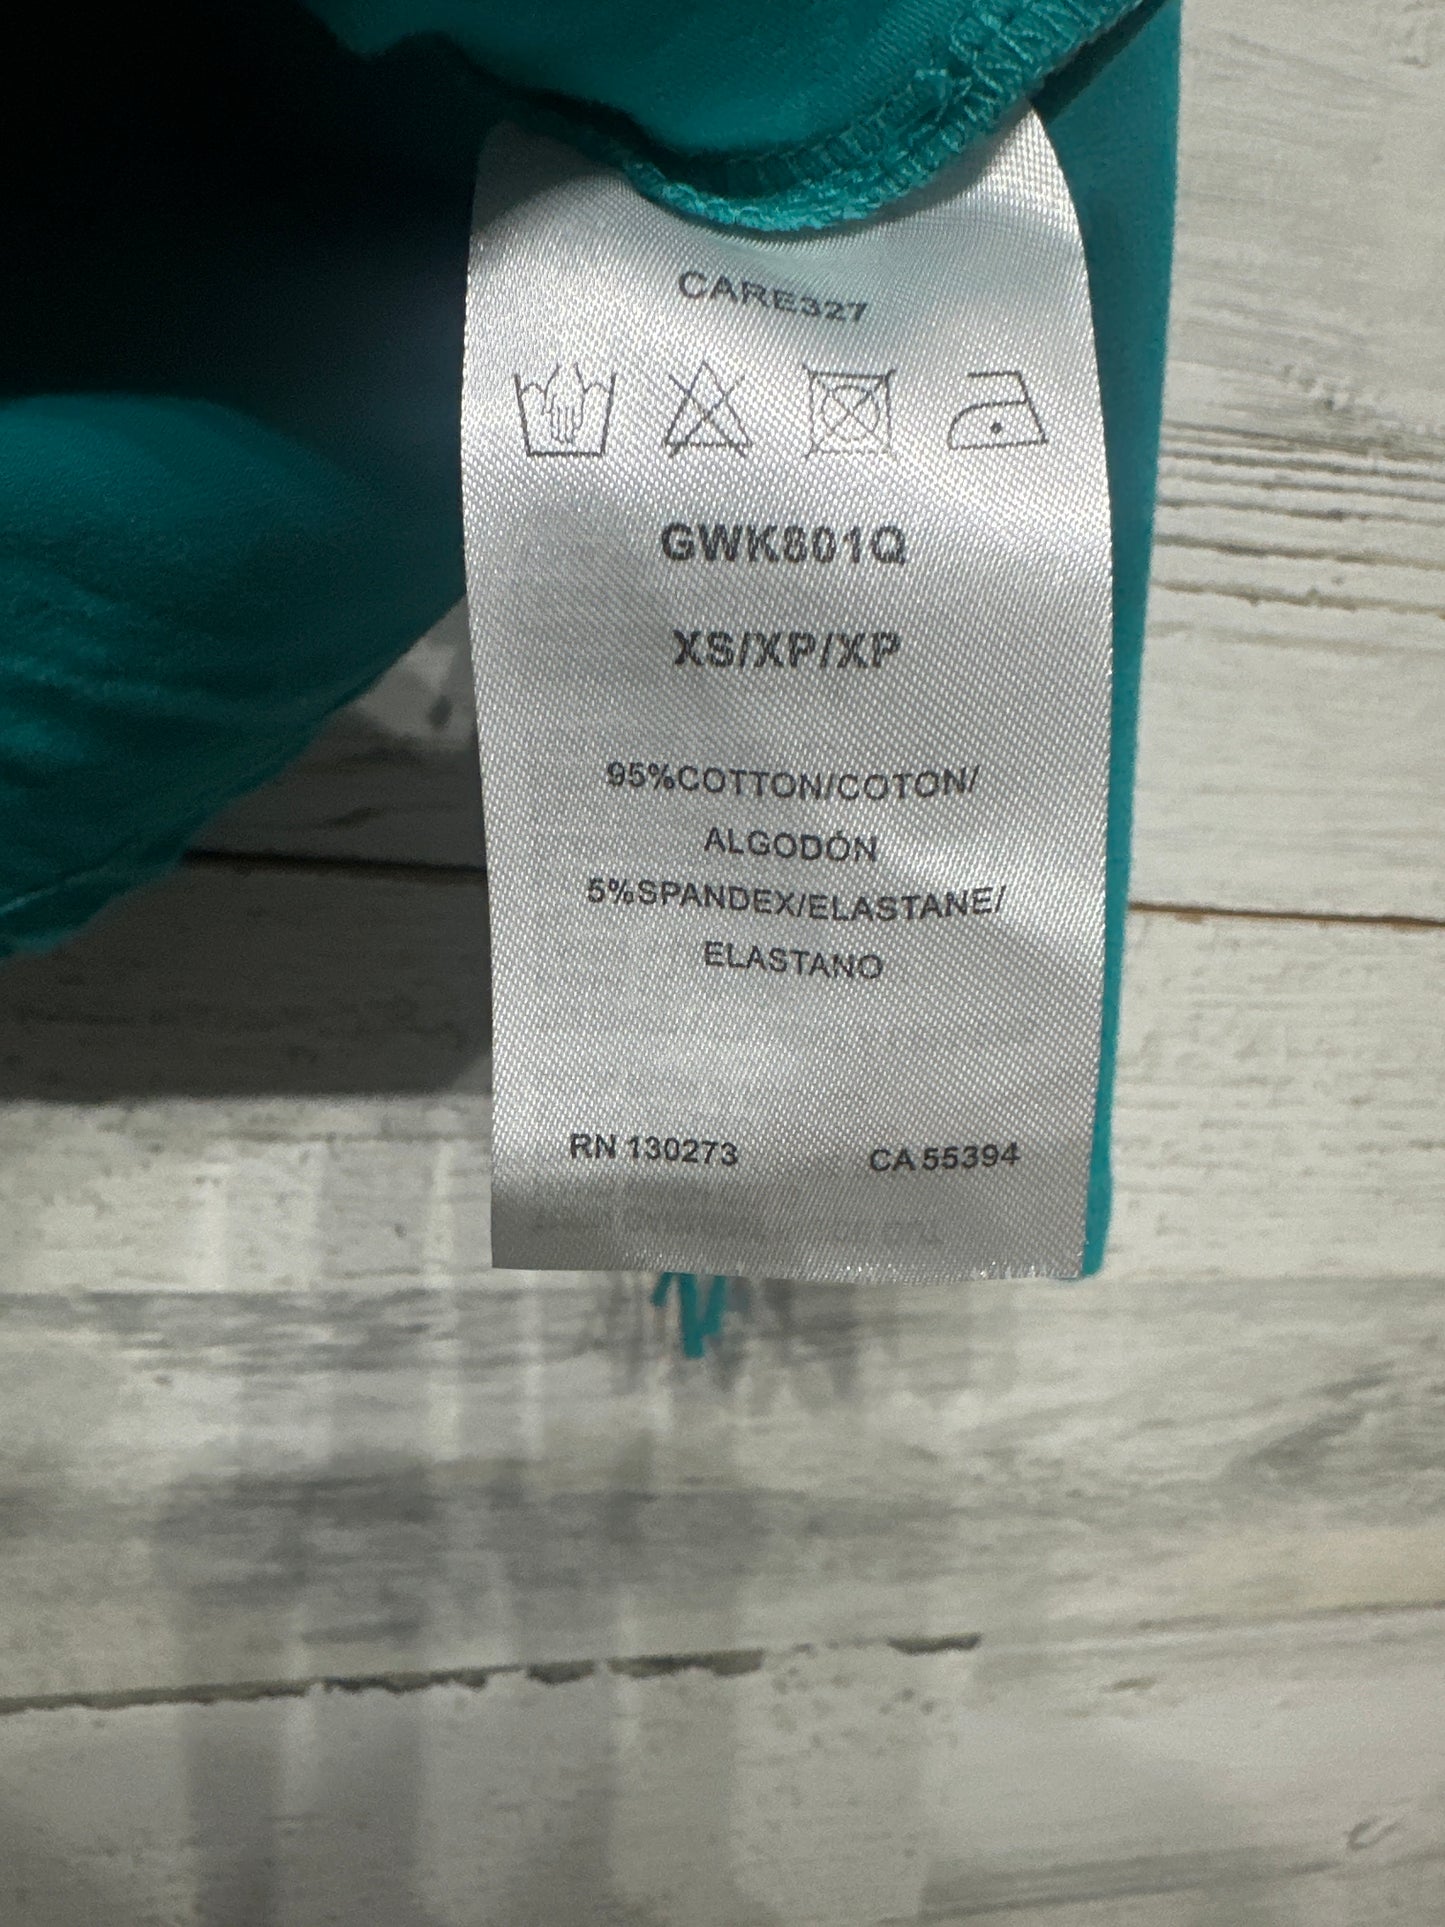 CARE327
GWK801Q
XS/XP/XP
95%COTTON/COTON/
ALGODÓN
5%SPANDEX/ELASTANE/
ELASTANO
RN 130273 CA 55394